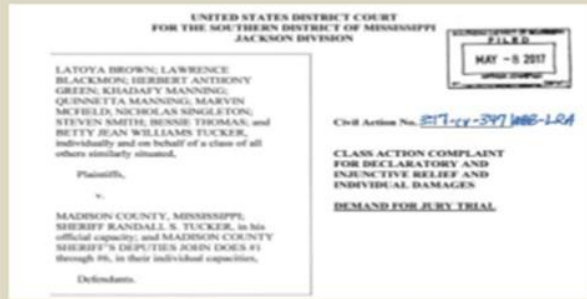 UNITED STATES DISTRICT COURT
FOR THE SOUTHERN DISTRICT OF MISSISSIPPI
JACKSON DIVISION
FILED
MAY - 8 2017
LATOYA BROWN; LAWRENCE
BLACKMON; HERBERT ANTHONY
GREEN; KHADAFY MANNING;
QUINNETTA MANNING; MARVIN
MCFIELD; NICHOLAS SINGLETON;
STEVEN SMITH; BESSIE THOMAS; and
BETTY JEAN WILLIAMS TUCKER,
individually and on behalf of a class of all
others similarly situated,
Plaintiffs,
v.
MADISON COUNTY, MISSISSIPPI;
SHERIFF RANDALL S. TUCKER, in his
official capacity; and MADISON COUNTY
SHERIFF'S DEPUTIES JOHN DOES #1
through #6, in their individual capacities,
Defendants.
Civil Action No. 3:17-cv-347 LRA
CLASS ACTION COMPLAINT
FOR DECLARATORY AND
INJUNCTIVE RELIEF AND
INDIVIDUAL DAMAGES
DEMAND FOR JURY TRIAL